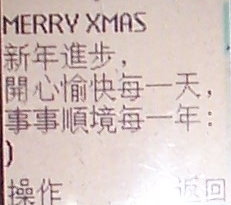 MERRY XMAS
新年進步,
開心愉快每一天,
事事順境每一年:
)
操作 返回